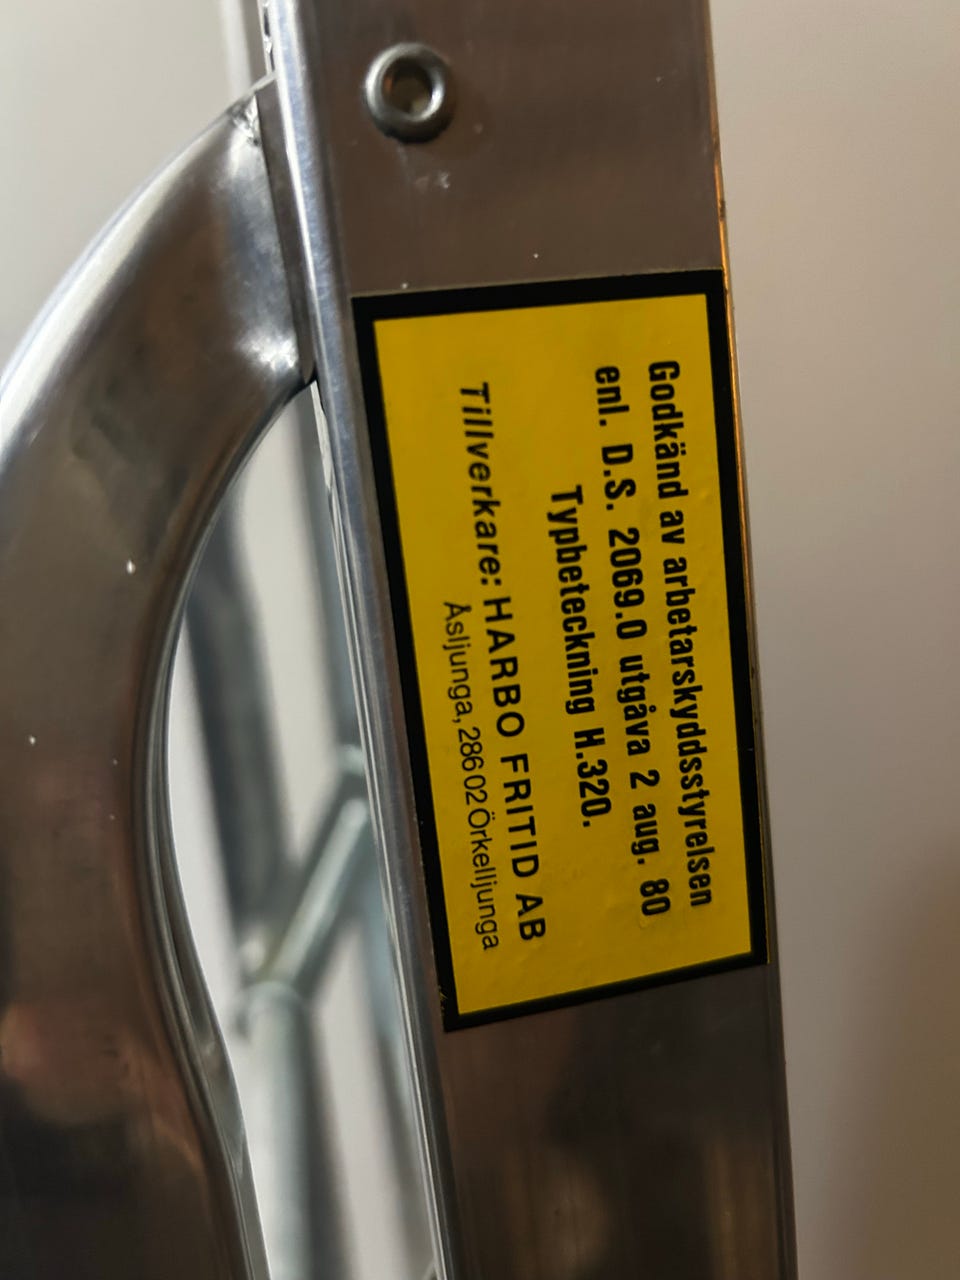 Godkänd av arbetarskyddsstyrelsen
enl. D.S. 2069.0 utgåva 2 aug. 80
Typbeteckning H.320.
Tillverkare: HARBO FRITID AB
Åsljunga, 286 02 Örkelljunga